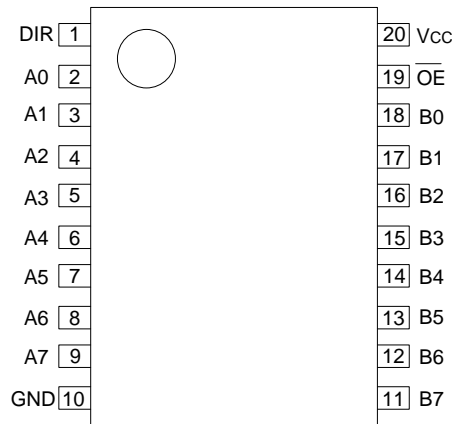 DIR 1 20 Vcc
A0 2 19 O̅E̅
A1 3 18 B0
A2 4 17 B1
A3 5 16 B2
A4 6 15 B3
A5 7 14 B4
A6 8 13 B5
A7 9 12 B6
GND 10 11 B7